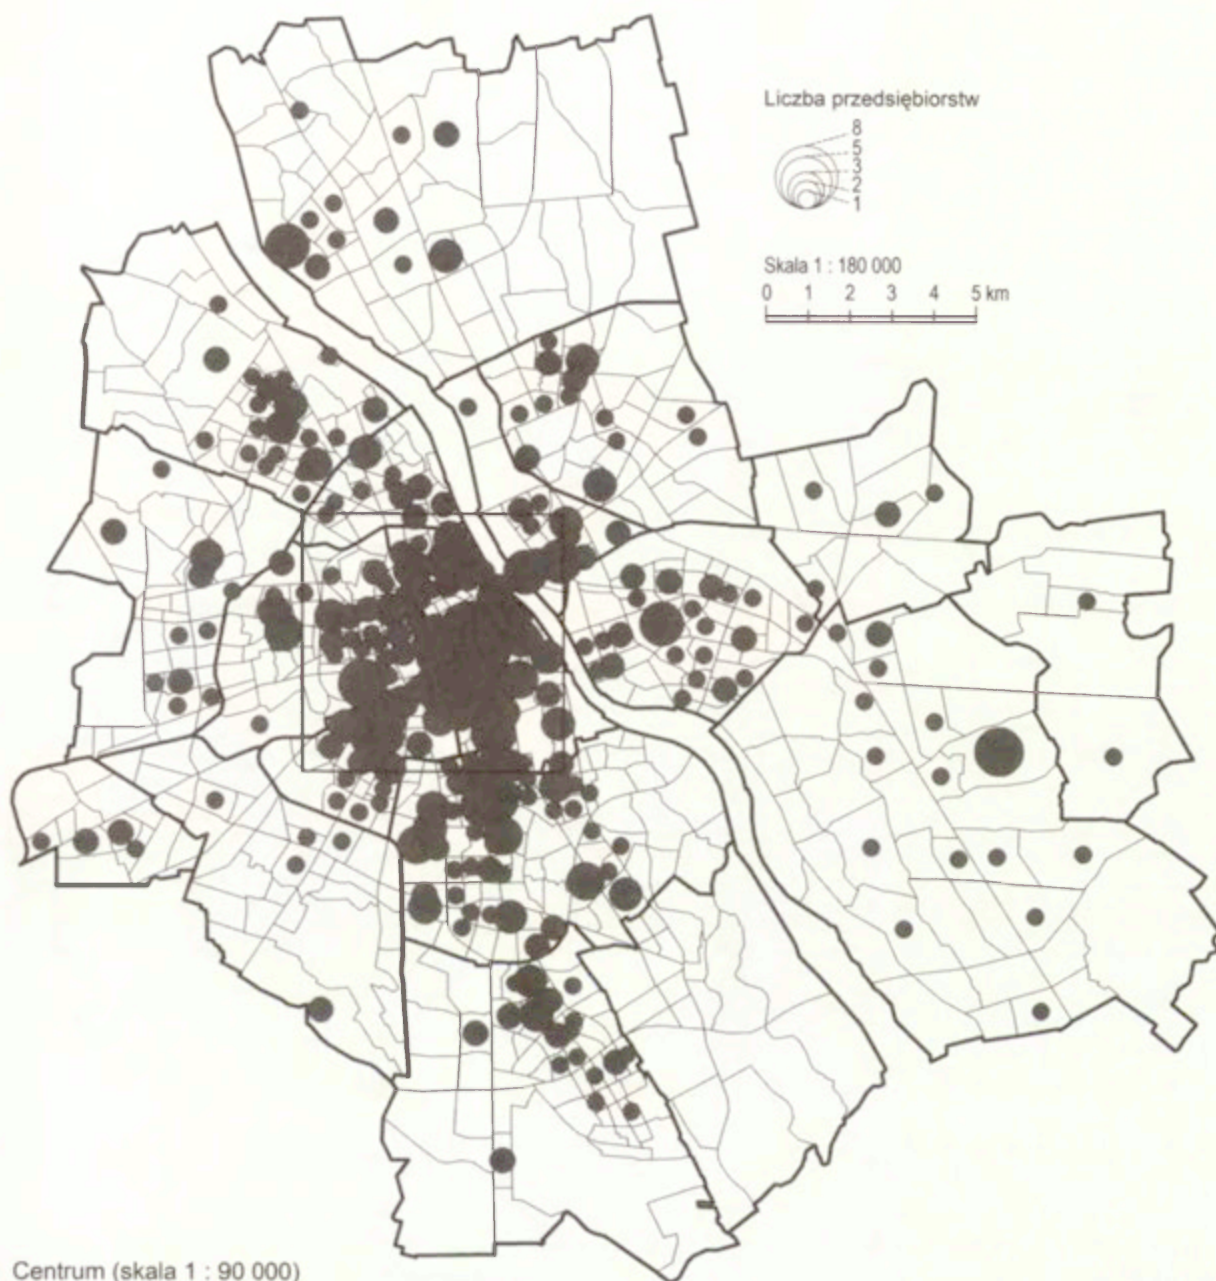 Liczba przedsiębiorstw
8
5
3
2
1
Skala 1 : 180 000
0 1 2 3 4 5 km
Centrum (skala 1 : 90 000)